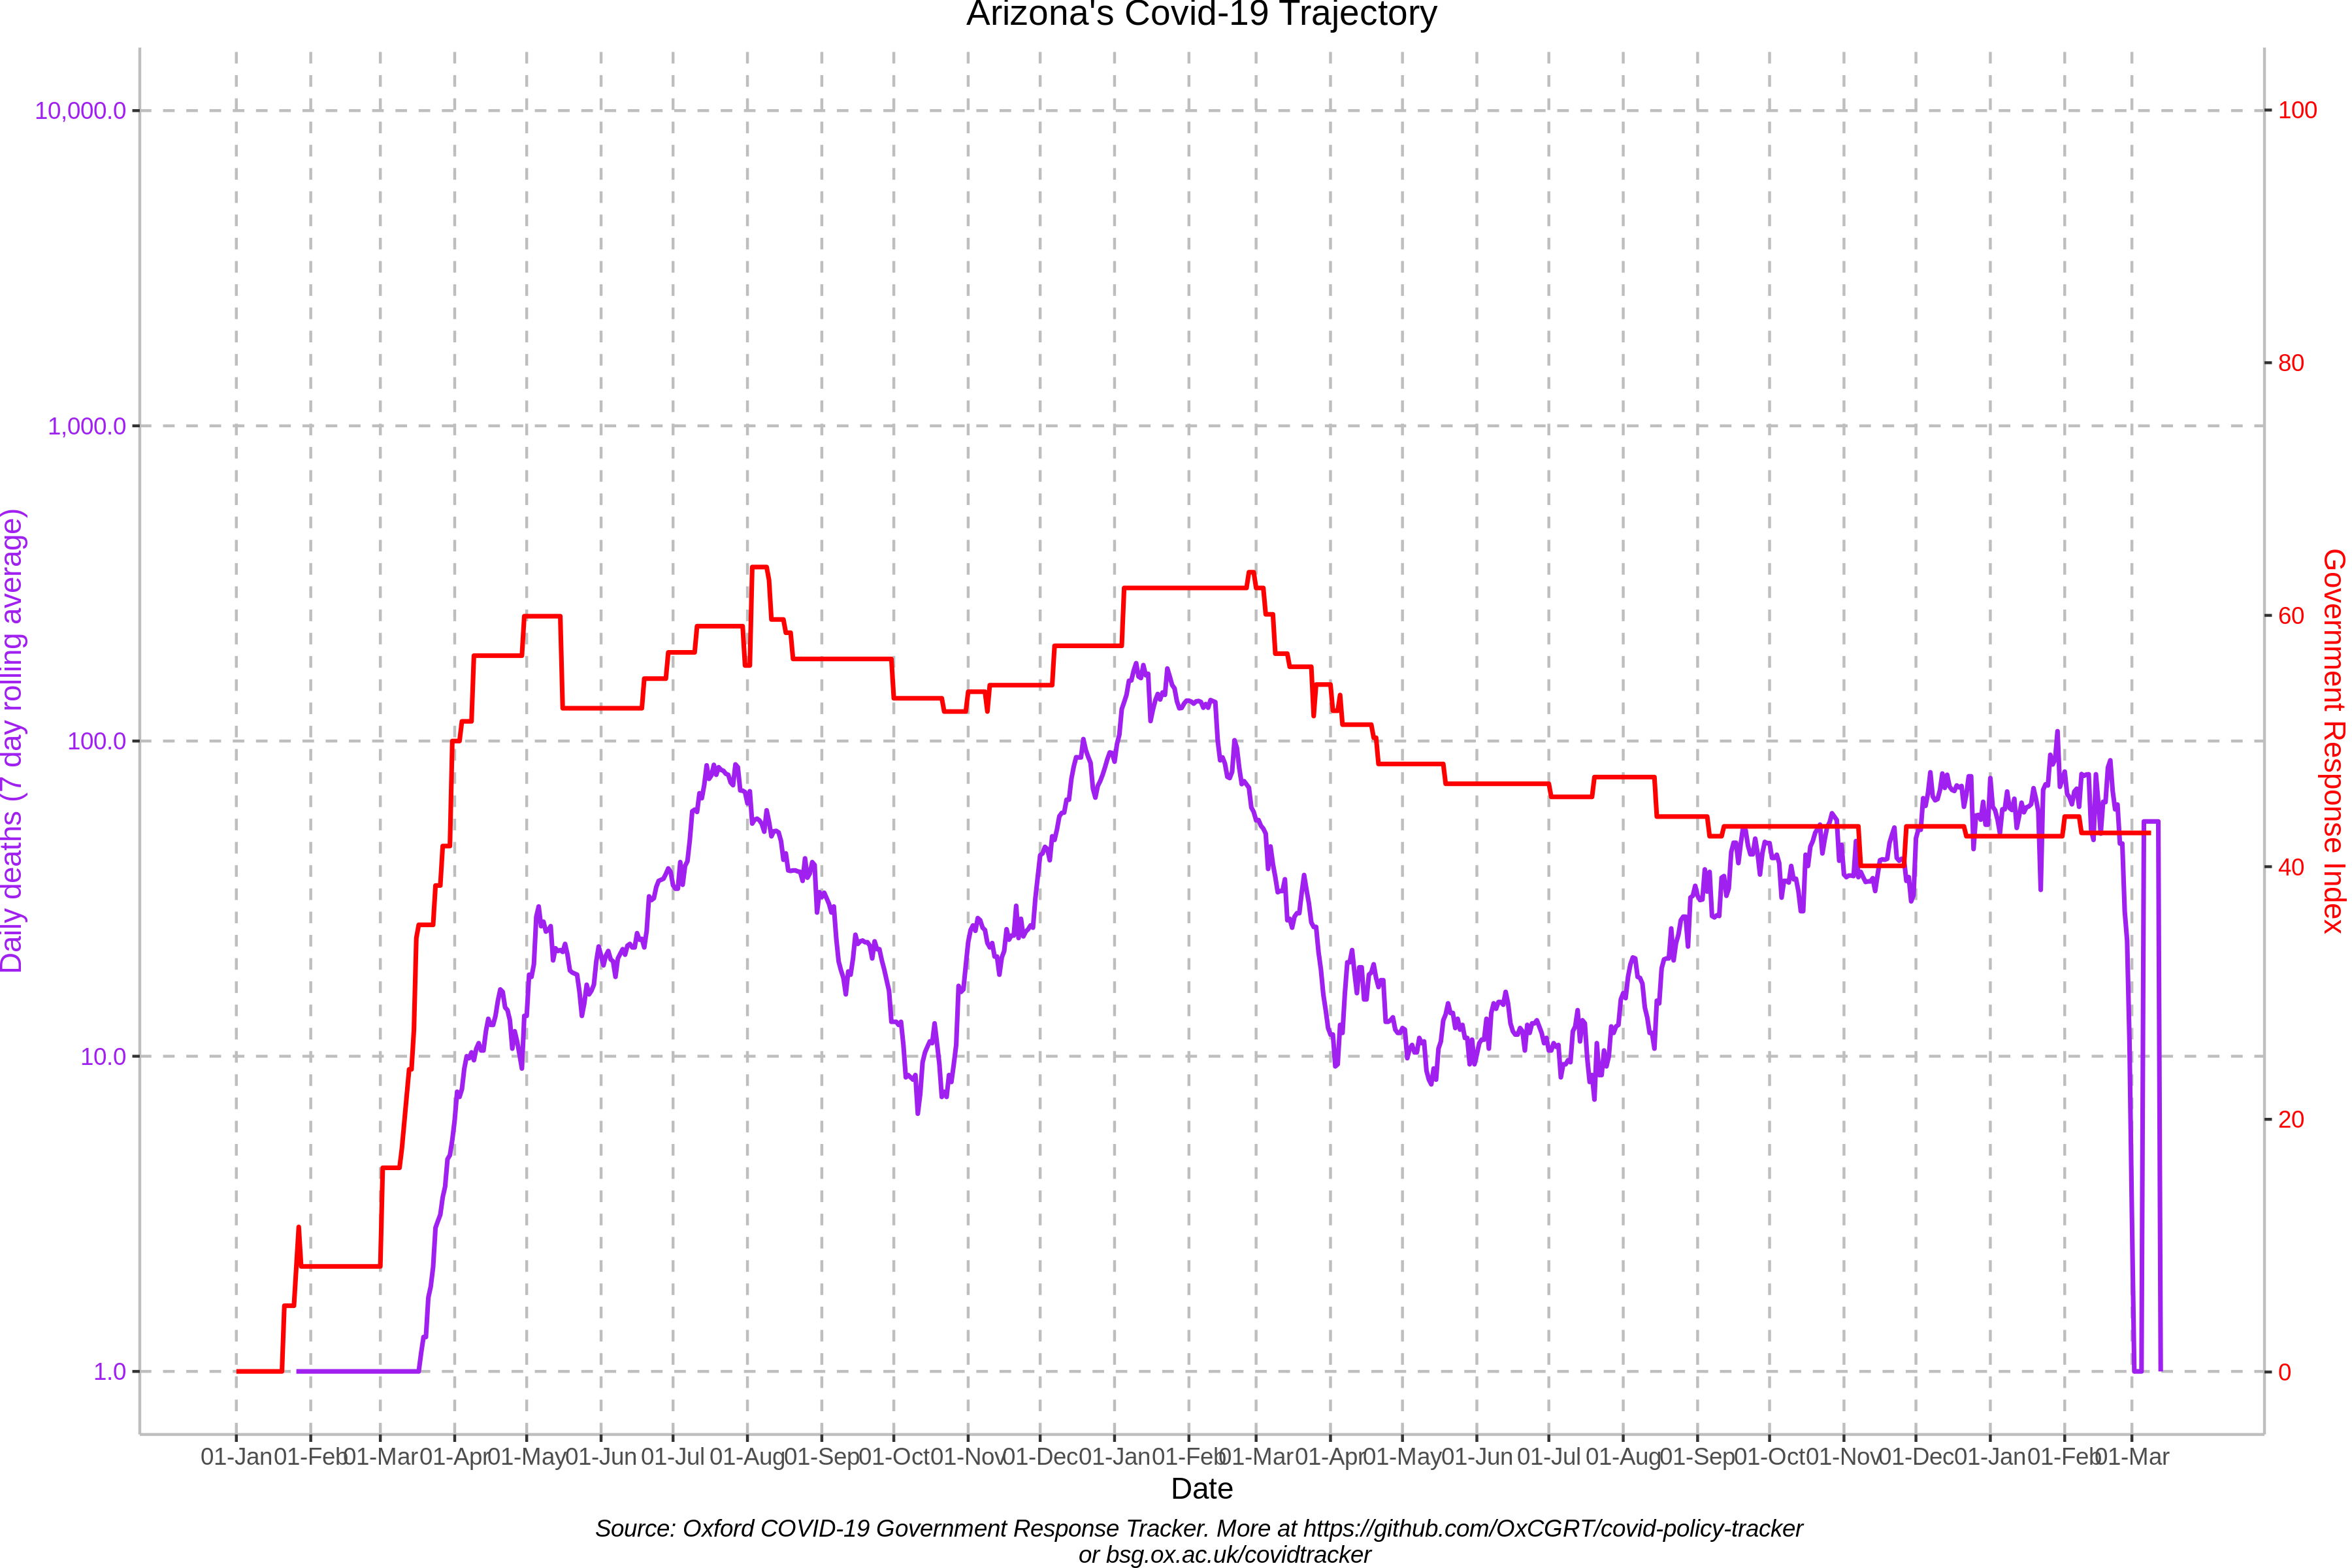 Arizona's Covid-19 Trajectory
10,000.0
1,000.0
100.0
10.0
1.0
Daily deaths (7 day rolling average)
100
80
60
40
20
0
Government Response Index
01-Jan 01-Feb 01-Mar 01-Apr 01-May 01-Jun 01-Jul 01-Aug 01-Sep 01-Oct 01-Nov 01-Dec 01-Jan 01-Feb 01-Mar 01-Apr 01-May 01-Jun 01-Jul 01-Aug 01-Sep 01-Oct 01-Nov 01-Dec 01-Jan 01-Feb 01-Mar
Date
Source: Oxford COVID-19 Government Response Tracker. More at https://github.com/OxCGRT/covid-policy-tracker
or bsg.ox.ac.uk/covidtracker